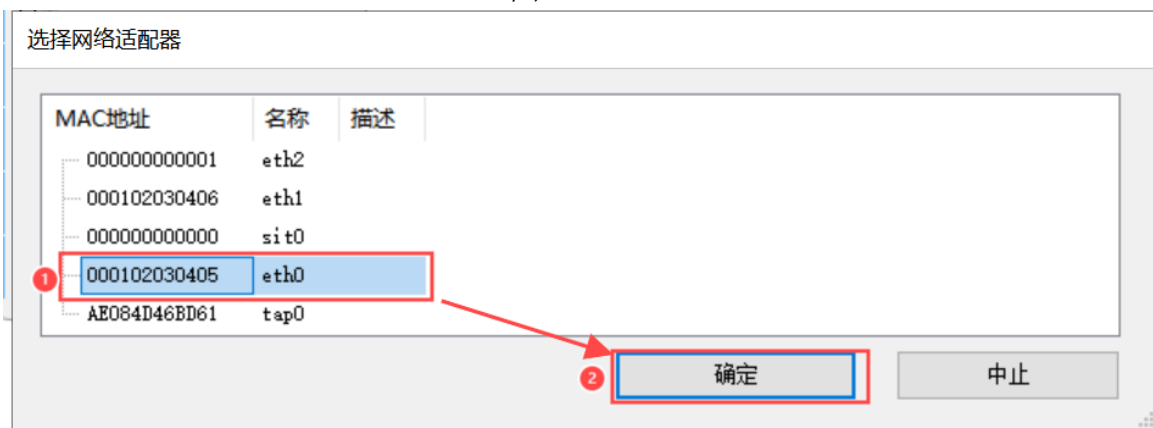 选择网络适配器
MAC地址 名称 描述
000000000001 eth2
000102030406 eth1
000000000000 sit0
1 000102030405 eth0
AE084D46BD61 tap0
2 确定 中止